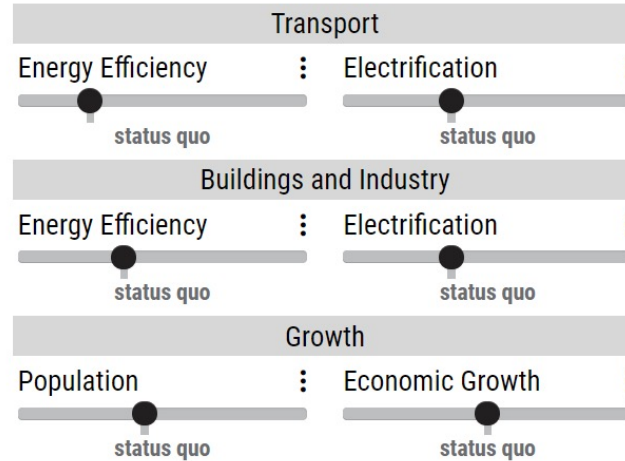 Transport
Energy Efficiency Electrification
status quo status quo
Buildings and Industry
Energy Efficiency Electrification
status quo status quo
Growth
Population Economic Growth
status quo status quo